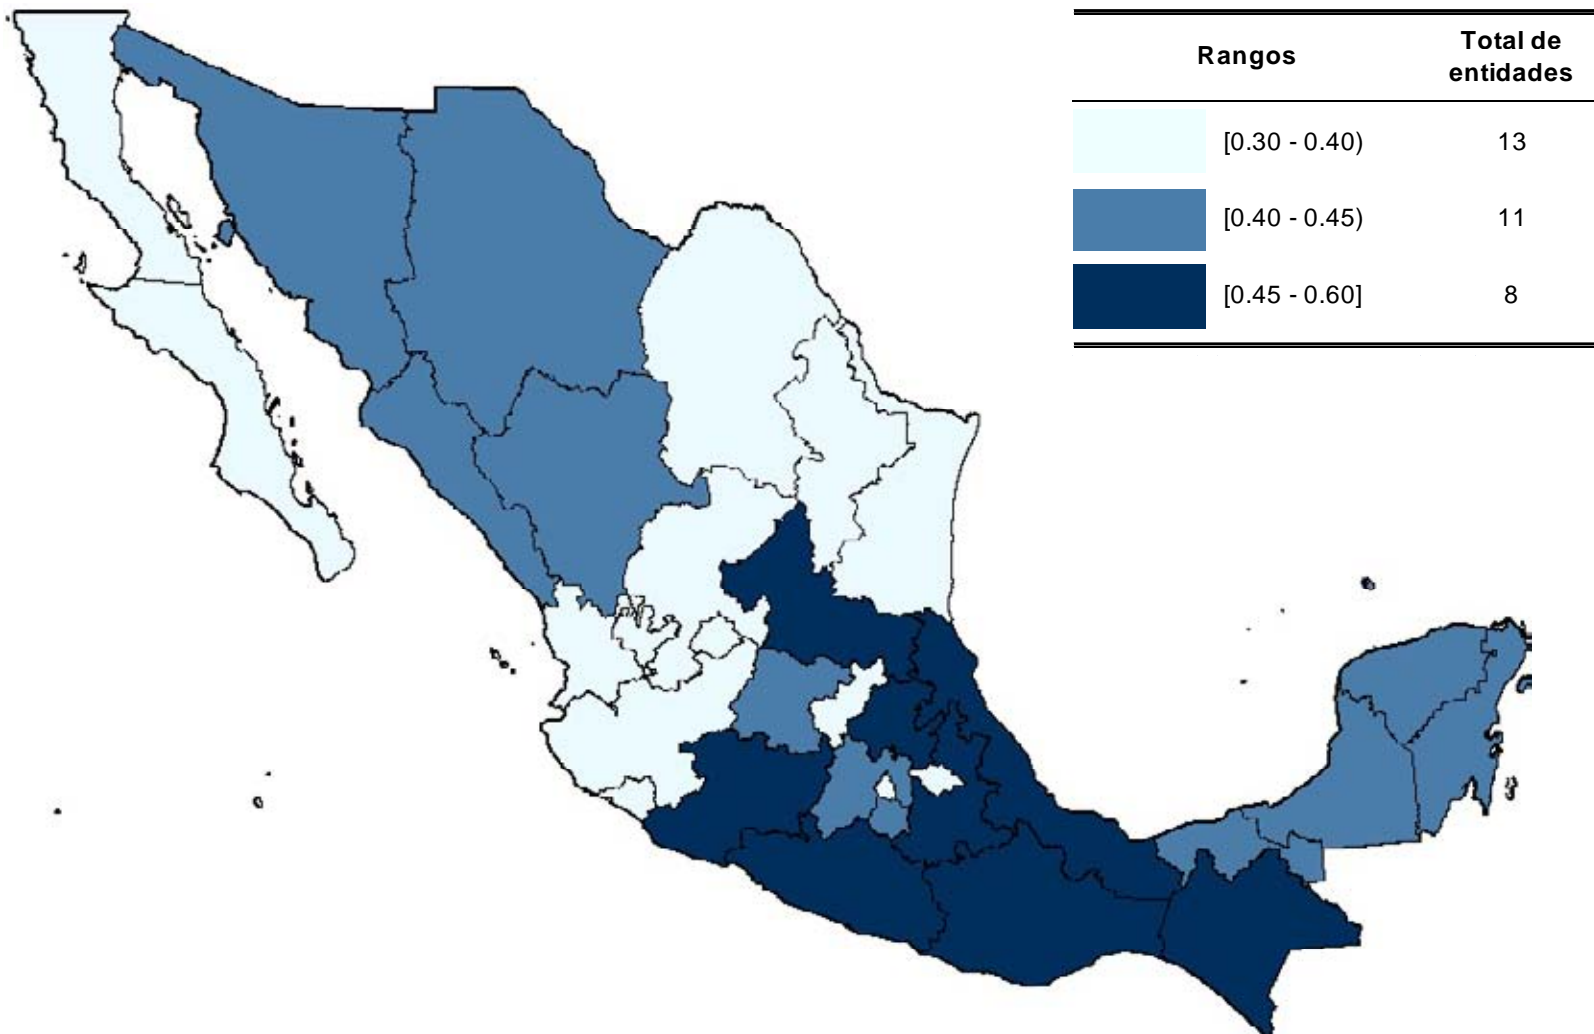 Rangos Total de entidades
[0.30 - 0.40) 13
[0.40 - 0.45) 11
[0.45 - 0.60] 8